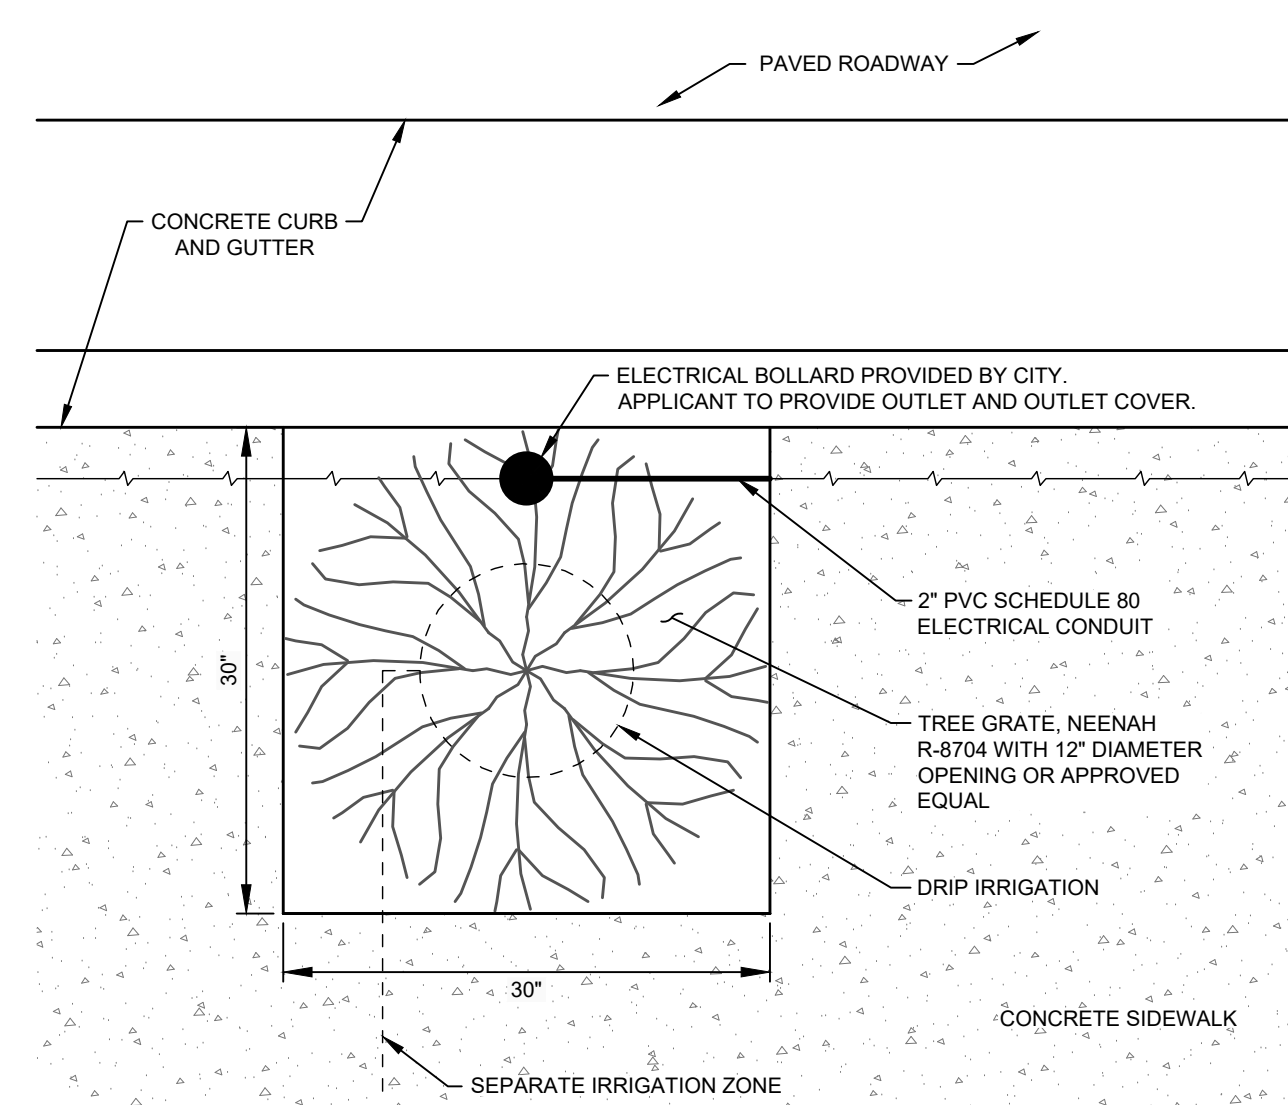 PAVED ROADWAY
CONCRETE CURB
AND GUTTER
ELECTRICAL BOLLARD PROVIDED BY CITY.
APPLICANT TO PROVIDE OUTLET AND OUTLET COVER.
2" PVC SCHEDULE 80
ELECTRICAL CONDUIT
30"
TREE GRATE, NEENAH
R-8704 WITH 12" DIAMETER
OPENING OR APPROVED
EQUAL
DRIP IRRIGATION
30"
CONCRETE SIDEWALK
SEPARATE IRRIGATION ZONE